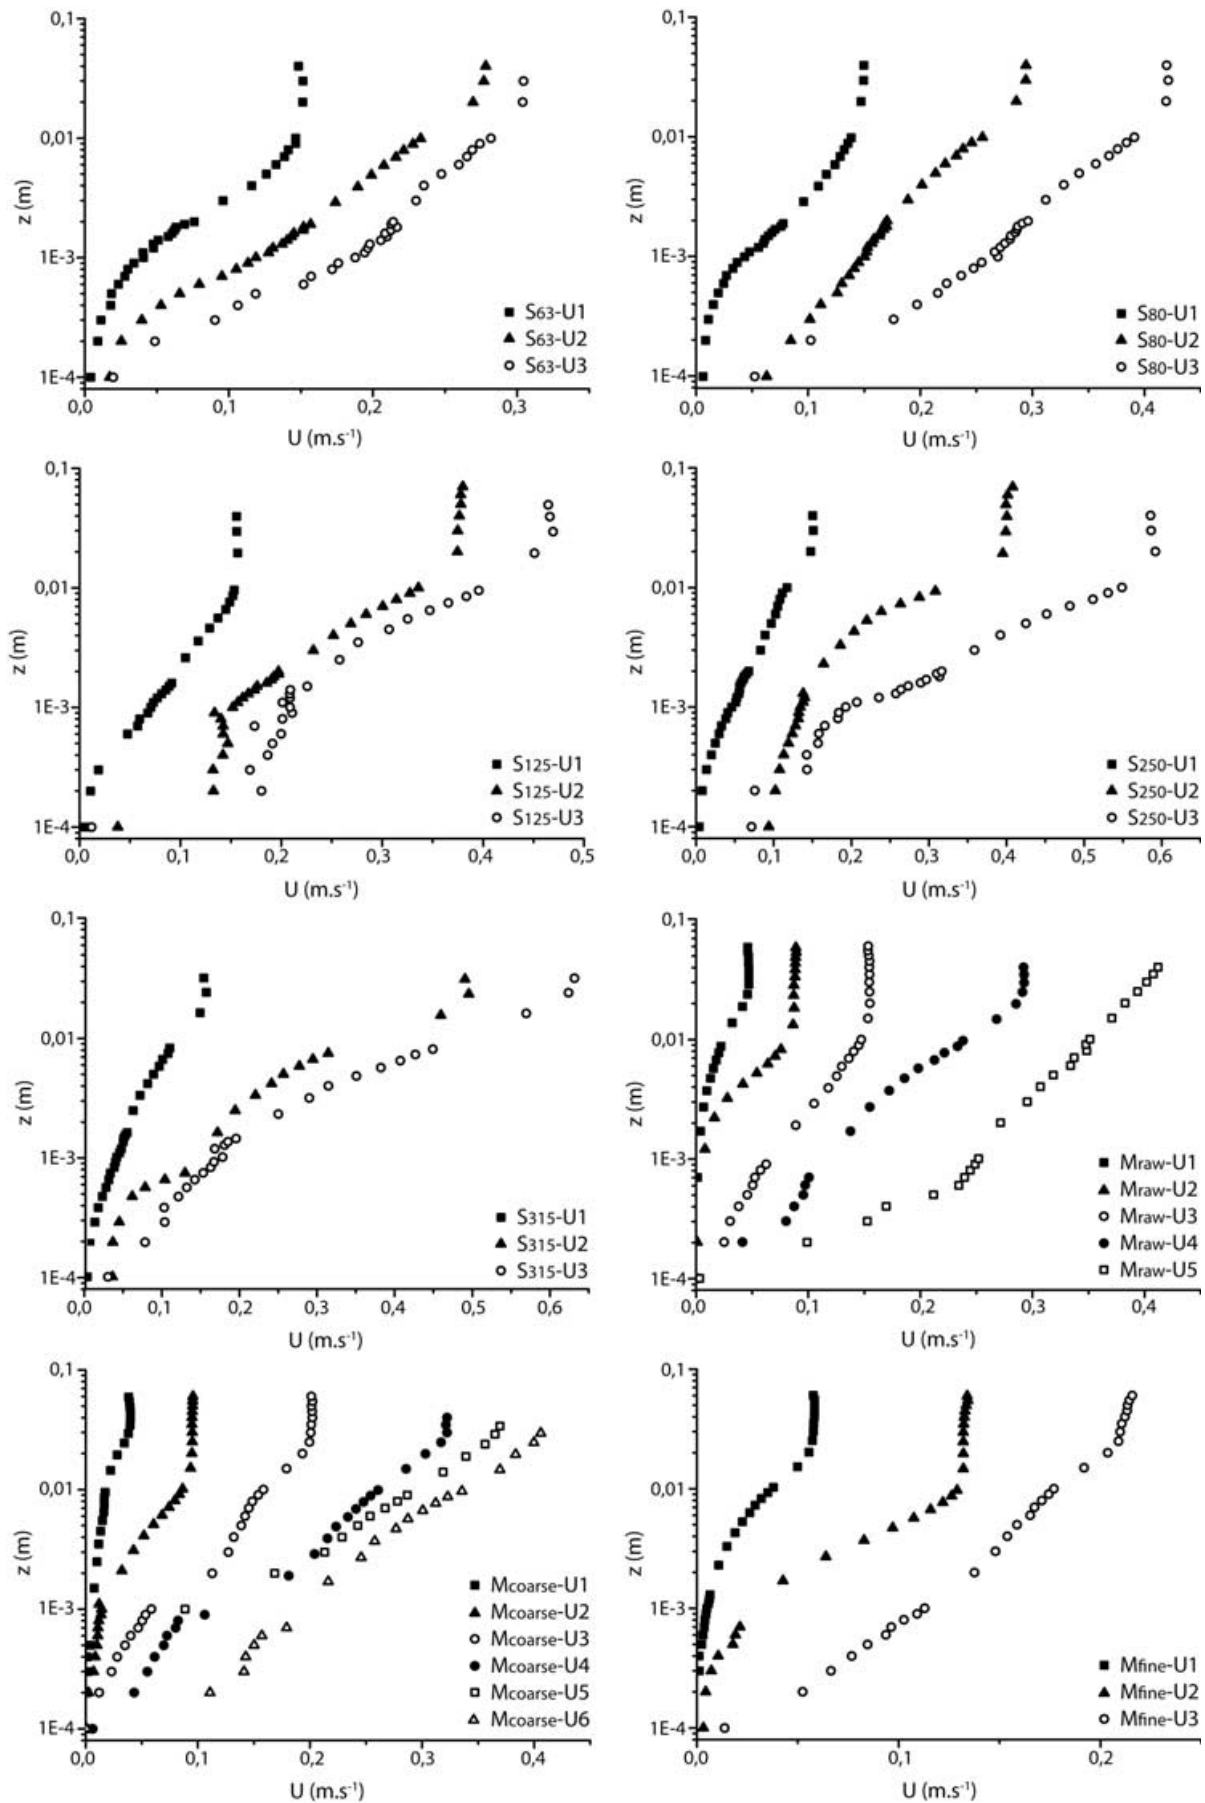 0,1
0,01
1E-3
1E-4
z (m)
0,0 0,1 0,2 0,3
U (m.s-1)
S63-U1
S63-U2
S63-U3
0,1
0,01
1E-3
1E-4
z (m)
0,0 0,1 0,2 0,3 0,4
U (m.s-1)
S80-U1
S80-U2
S80-U3
0,1
0,01
1E-3
1E-4
z (m)
0,0 0,1 0,2 0,3 0,4 0,5
U (m.s-1)
S125-U1
S125-U2
S125-U3
0,1
0,01
1E-3
1E-4
z (m)
0,0 0,1 0,2 0,3 0,4 0,5 0,6
U (m.s-1)
S250-U1
S250-U2
S250-U3
0,1
0,01
1E-3
1E-4
z (m)
0,0 0,1 0,2 0,3 0,4 0,5 0,6
U (m.s-1)
S315-U1
S315-U2
S315-U3
0,1
0,01
1E-3
1E-4
z (m)
0,0 0,1 0,2 0,3 0,4
U (m.s-1)
Mraw-U1
Mraw-U2
Mraw-U3
Mraw-U4
Mraw-U5
0,1
0,01
1E-3
1E-4
z (m)
0,0 0,1 0,2 0,3 0,4
U (m.s-1)
Mcoarse-U1
Mcoarse-U2
Mcoarse-U3
Mcoarse-U4
Mcoarse-U5
Mcoarse-U6
0,1
0,01
1E-3
1E-4
z (m)
0,0 0,1 0,2
U (m.s-1)
Mfine-U1
Mfine-U2
Mfine-U3